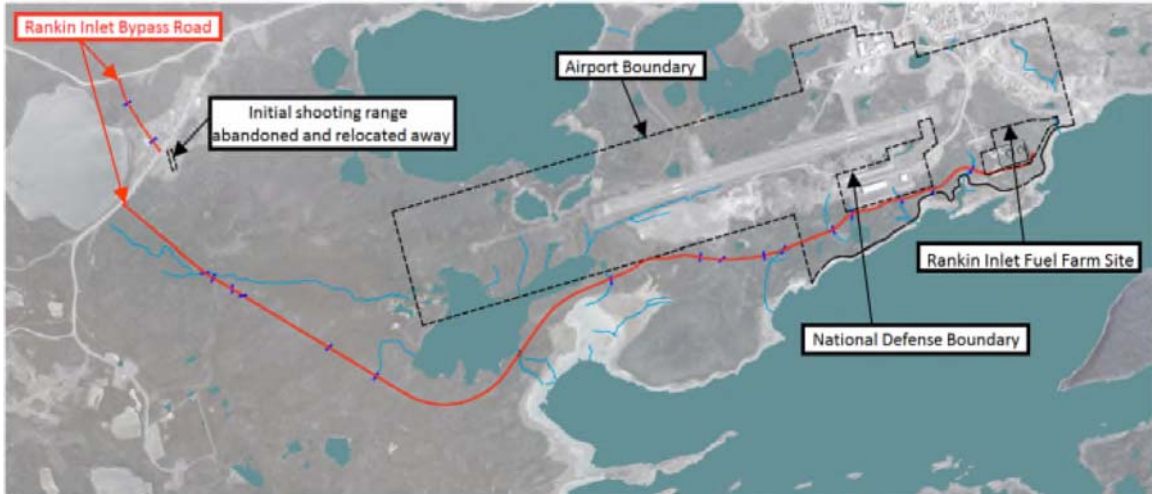 Rankin Inlet Bypass Road
Airport Boundary
Initial shooting range
abandoned and relocated away
Rankin Inlet Fuel Farm Site
National Defense Boundary